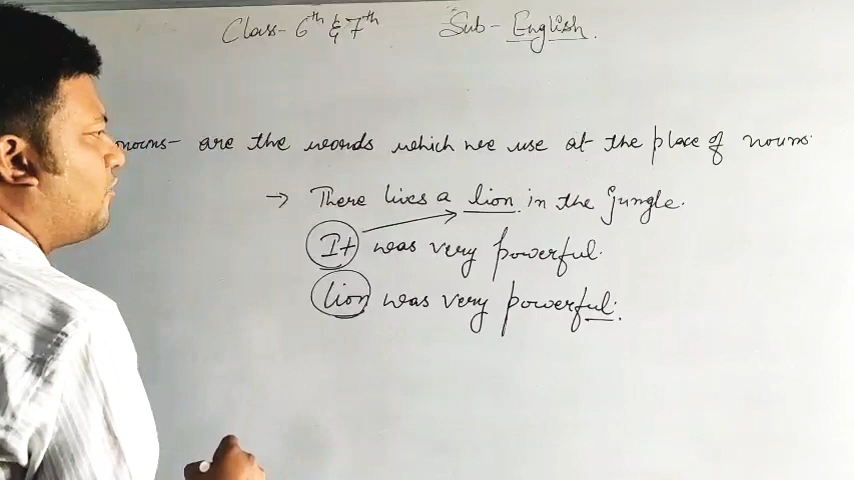 Class- 6th & 7th Sub- English.
nouns- are the words which we use at the place of nouns.
→ There lives a lion in the jungle.
It was very powerful.
lion was very powerful.